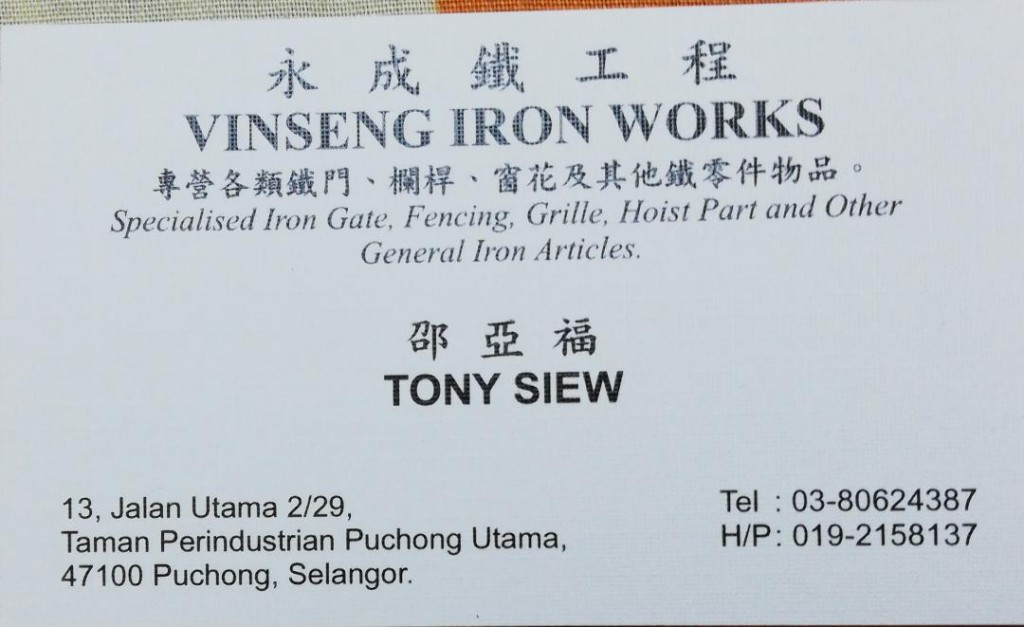 永成鐵工程
VINSENG IRON WORKS
專營各類鐵門、欄桿、窗花及其他鐵零件物品。
Specialised Iron Gate, Fencing, Grille, Hoist Part and Other
General Iron Articles.
邵亞福
TONY SIEW
13, Jalan Utama 2/29,
Taman Perindustrian Puchong Utama,
47100 Puchong, Selangor.
Tel : 03-80624387
H/P : 019-2158137